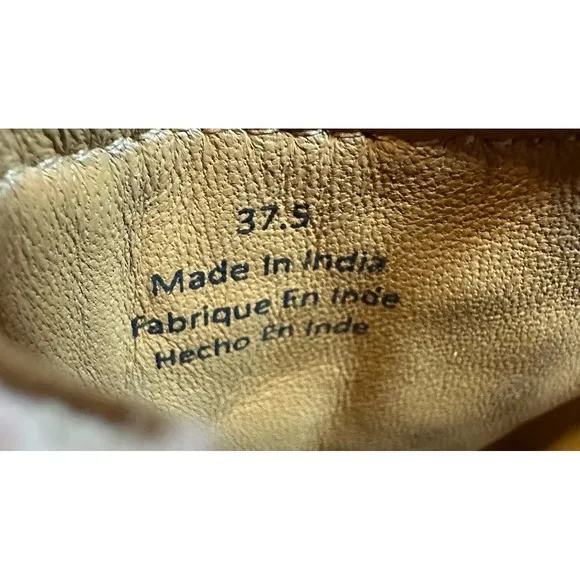 37.5
Made In India
Fabrique En Inde
Hecho En Inde